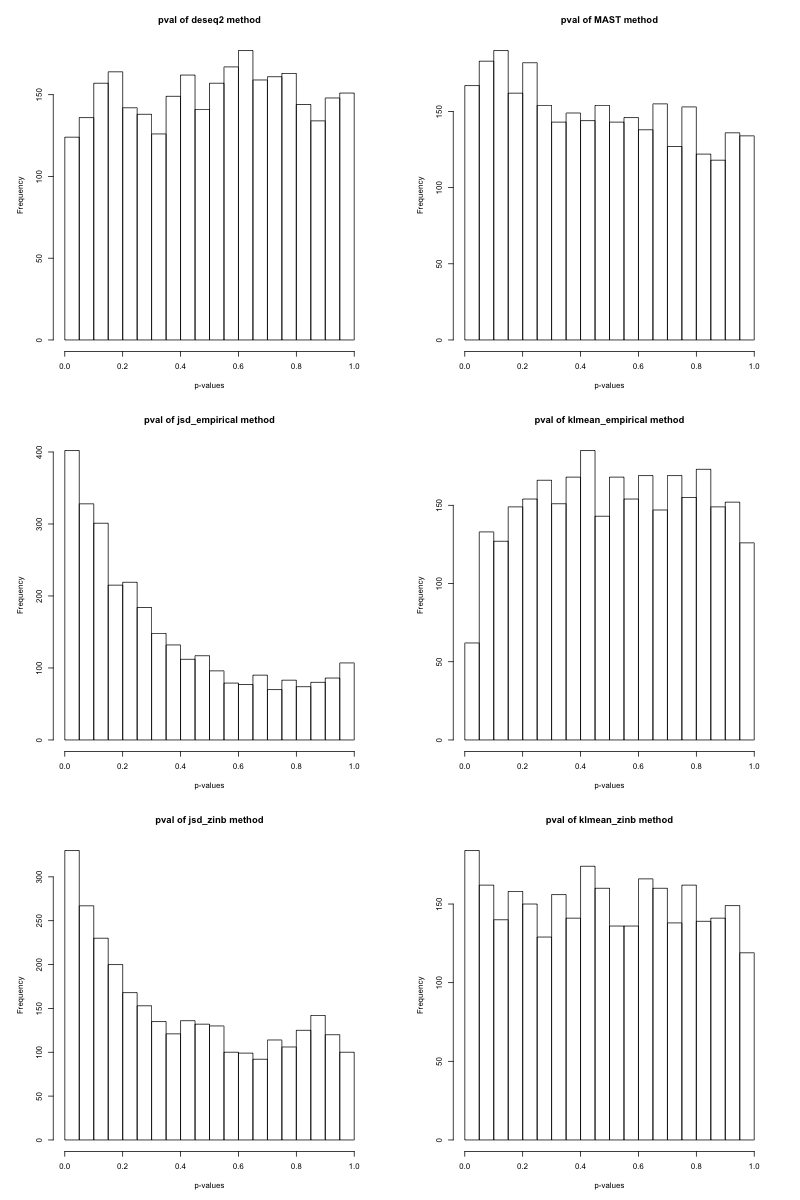 pval of deseq2 method
Frequency
150
100
50
0
0.0 0.2 0.4 0.6 0.8 1.0
p-values
pval of MAST method
Frequency
150
100
50
0
0.0 0.2 0.4 0.6 0.8 1.0
p-values
pval of jsd_empirical method
Frequency
400
300
200
100
0
0.0 0.2 0.4 0.6 0.8 1.0
p-values
pval of klmean_empirical method
Frequency
150
100
50
0
0.0 0.2 0.4 0.6 0.8 1.0
p-values
pval of jsd_zinb method
Frequency
300
250
200
150
100
50
0
0.0 0.2 0.4 0.6 0.8 1.0
p-values
pval of klmean_zinb method
Frequency
150
100
50
0
0.0 0.2 0.4 0.6 0.8 1.0
p-values